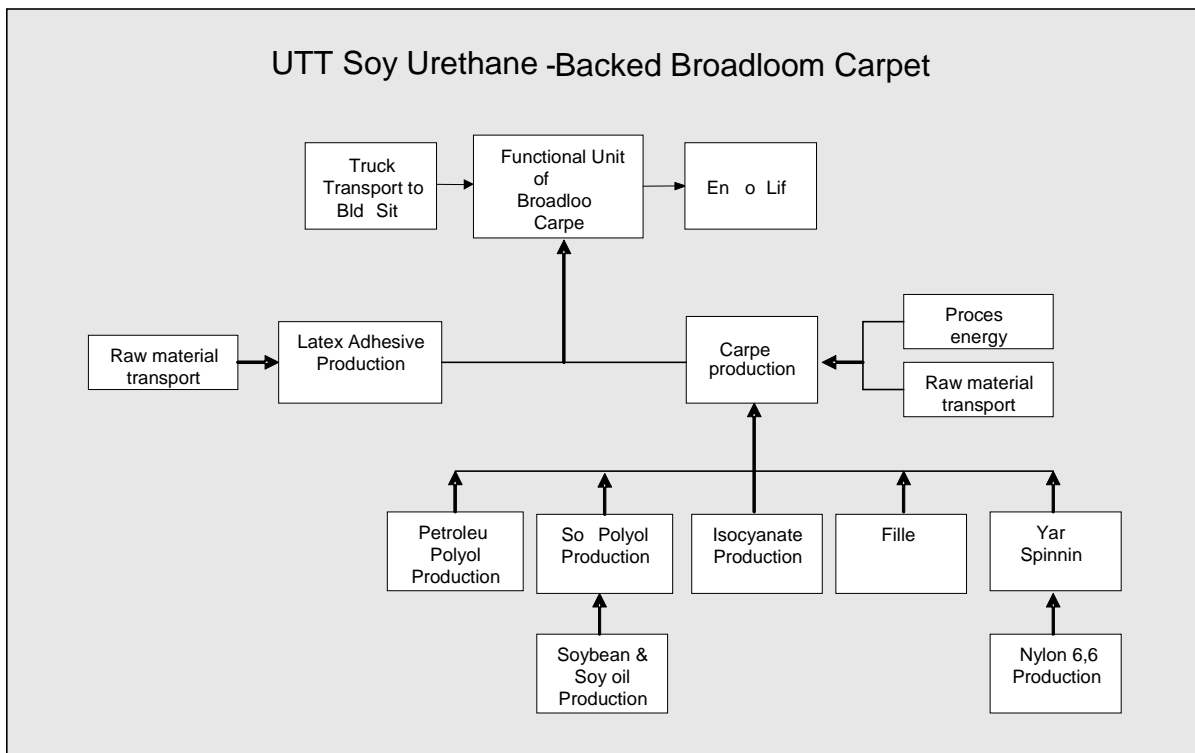 UTT Soy Urethane -Backed Broadloom Carpet
Truck
Transport to
Bld Sit
Functional Unit
of
Broadloo
Carpe
En o Lif
Raw material
transport
Latex Adhesive
Production
Carpe
production
Proces
energy
Raw material
transport
Petroleu
Polyol
Production
So Polyol
Production
Isocyanate
Production
Fille
Yar
Spinnin
Soybean &
Soy oil
Production
Nylon 6,6
Production